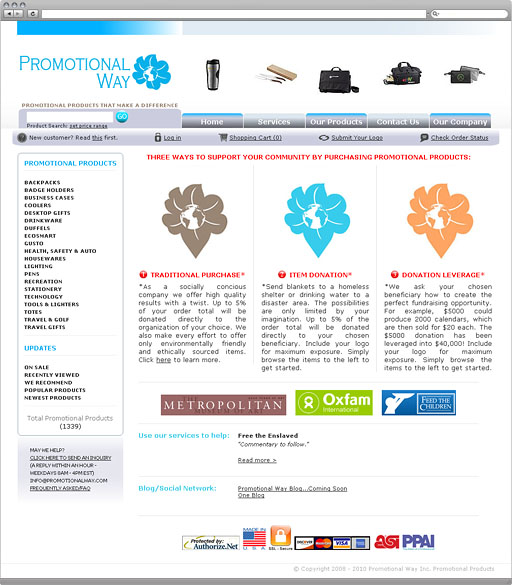 PROMOTIONAL
WAY
PROMOTIONAL PRODUCTS THAT MAKE A DIFFERENCE
GO
Product Search: set price range
Home
Services
Our Products
Contact Us
Our Company
New customer? Read this first.
Log in
Shopping Cart (0)
Submit Your Logo
Check Order Status
PROMOTIONAL PRODUCTS
BACKPACKS
BADGE HOLDERS
BUSINESS CASES
COOLERS
DESKTOP GIFTS
DRINKWARE
DUFFELS
ECOSMART
GUSTO
HEALTH, SAFETY & AUTO
HOUSEWARES
LIGHTING
PENS
RECREATION
STATIONERY
TECHNOLOGY
TOOLS & LIGHTERS
TOTES
TRAVEL & GOLF
TRAVEL GIFTS
UPDATES
ON SALE
RECENTLY VIEWED
WE RECOMMEND
POPULAR PRODUCTS
NEWEST PRODUCTS
Total Promotional Products
(1339)
MAY WE HELP?
CLICK HERE TO SEND AN INQUIRY
(A REPLY WITHIN AN HOUR -
WEEKDAYS 8AM - 4PM EST)
INFO@PROMOTIONALWAY.COM
FREQUENTLY ASKED/FAQ
THREE WAYS TO SUPPORT YOUR COMMUNITY BY PURCHASING PROMOTIONAL PRODUCTS:
1 TRADITIONAL PURCHASE*
*As a socially concious
company we offer high quality
results with a twist. Up to 5%
of your order total will be
donated directly to the
organization of your choice. We
also make every effort to offer
only environmentally friendly
and ethically sourced items.
Click here to learn more.
2 ITEM DONATION*
*Send blankets to a homeless
shelter or drinking water to a
disaster area. The possibilities
are only limited by your
imagination. Up to 5% of the
order total will be donated
directly to your chosen
beneficiary. Include your logo
for maximum exposure. Simply
browse the items to the left to
get started.
3 DONATION LEVERAGE*
*We ask your chosen
beneficiary how to create the
perfect fundraising opportunity.
For example, $5000 could
produce 2000 calendars, which
are then sold for $20 each. The
$5000 donation has been
leveraged into $40,000! Include
your logo for maximum
exposure. Simply browse the
items to the left to get started.
METROPOLITAN
Oxfam
International
FEED THE
CHILDREN
Use our services to help:
Free the Enslaved
"Commentary to follow."
Read more >
Blog/Social Network:
Promotional Way Blog...Coming Soon
One Blog
Protected by:
Authorize.Net
MADE IN
USA
SSL - Secure
DISCOVER
VISA
asi
PPAI
© Copyright 2008 - 2010 Promotional Way Inc. Promotional Products